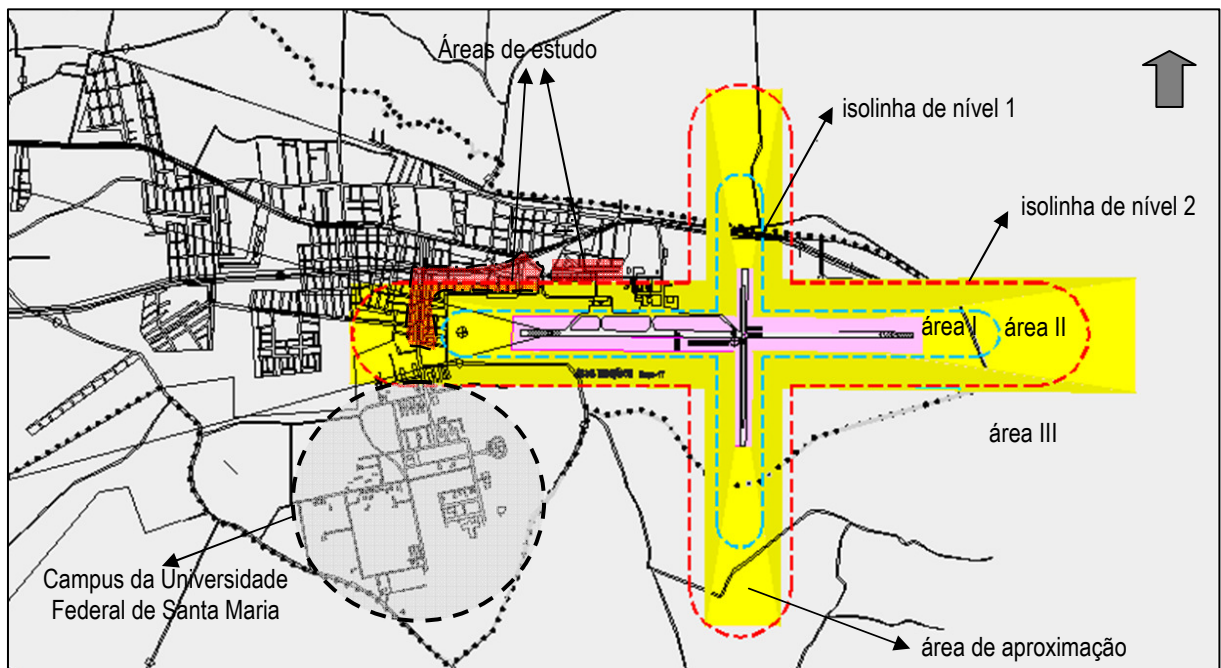 Áreas de estudo
isolinha de nível 1
isolinha de nível 2
área I
área II
área III
Campus da Universidade
Federal de Santa Maria
área de aproximação